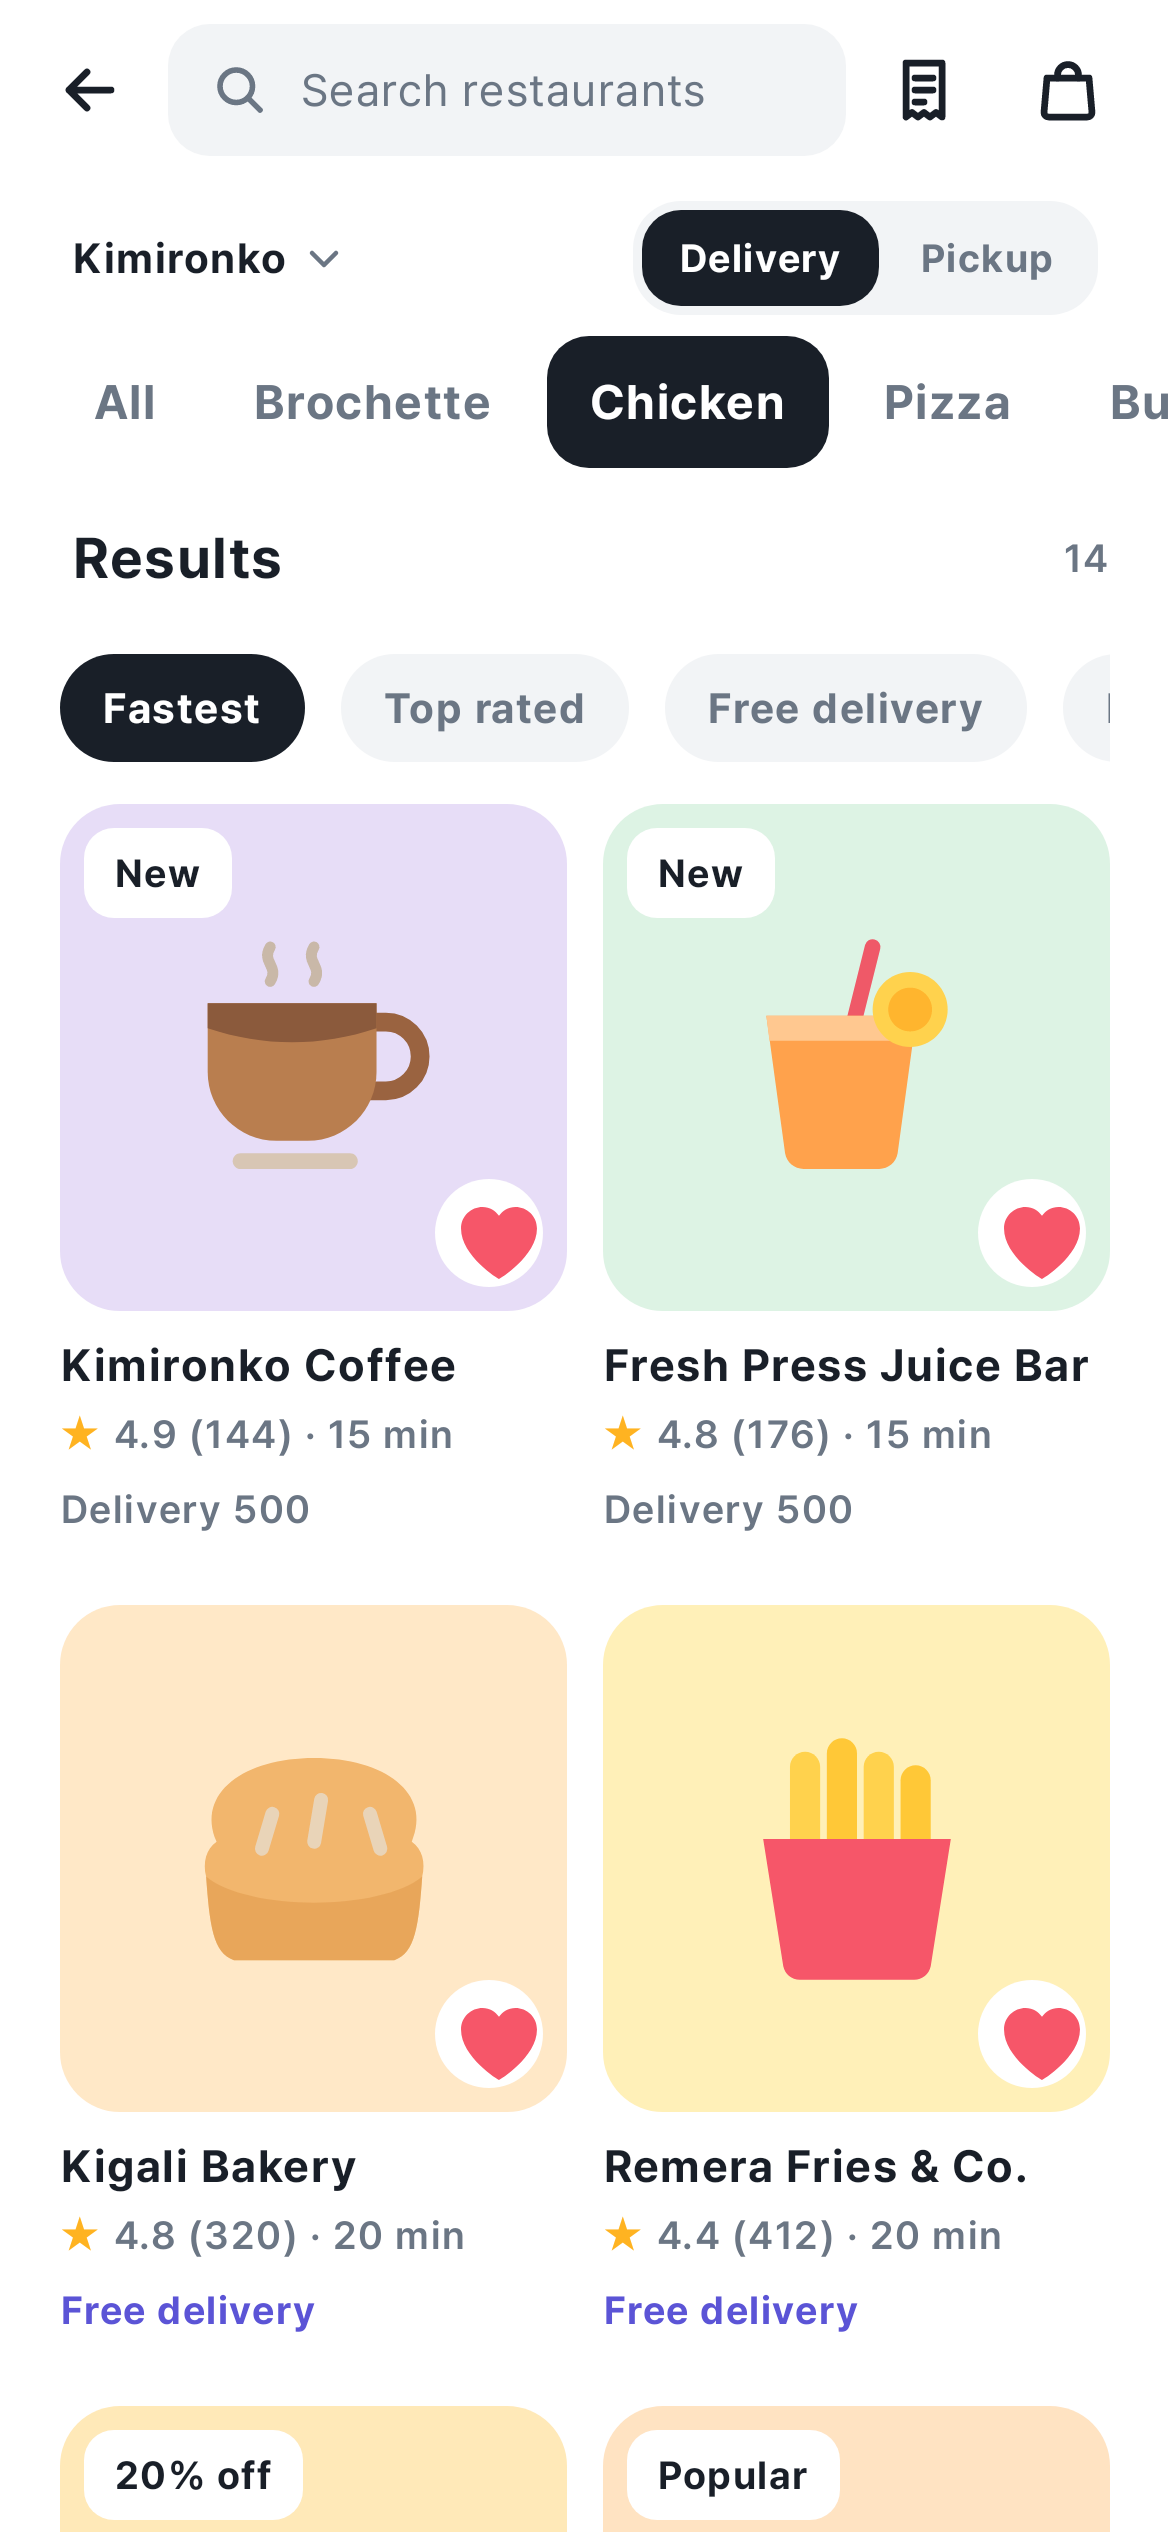 Search restaurants
Kimironko
Delivery Pickup
All Brochette Chicken Pizza Bu
Results 14
Fastest Top rated Free delivery
New New
Kimironko Coffee
★ 4.9 (144) · 15 min
Delivery 500
Fresh Press Juice Bar
★ 4.8 (176) · 15 min
Delivery 500
Kigali Bakery
★ 4.8 (320) · 20 min
Free delivery
Remera Fries & Co.
★ 4.4 (412) · 20 min
Free delivery
20% off Popular